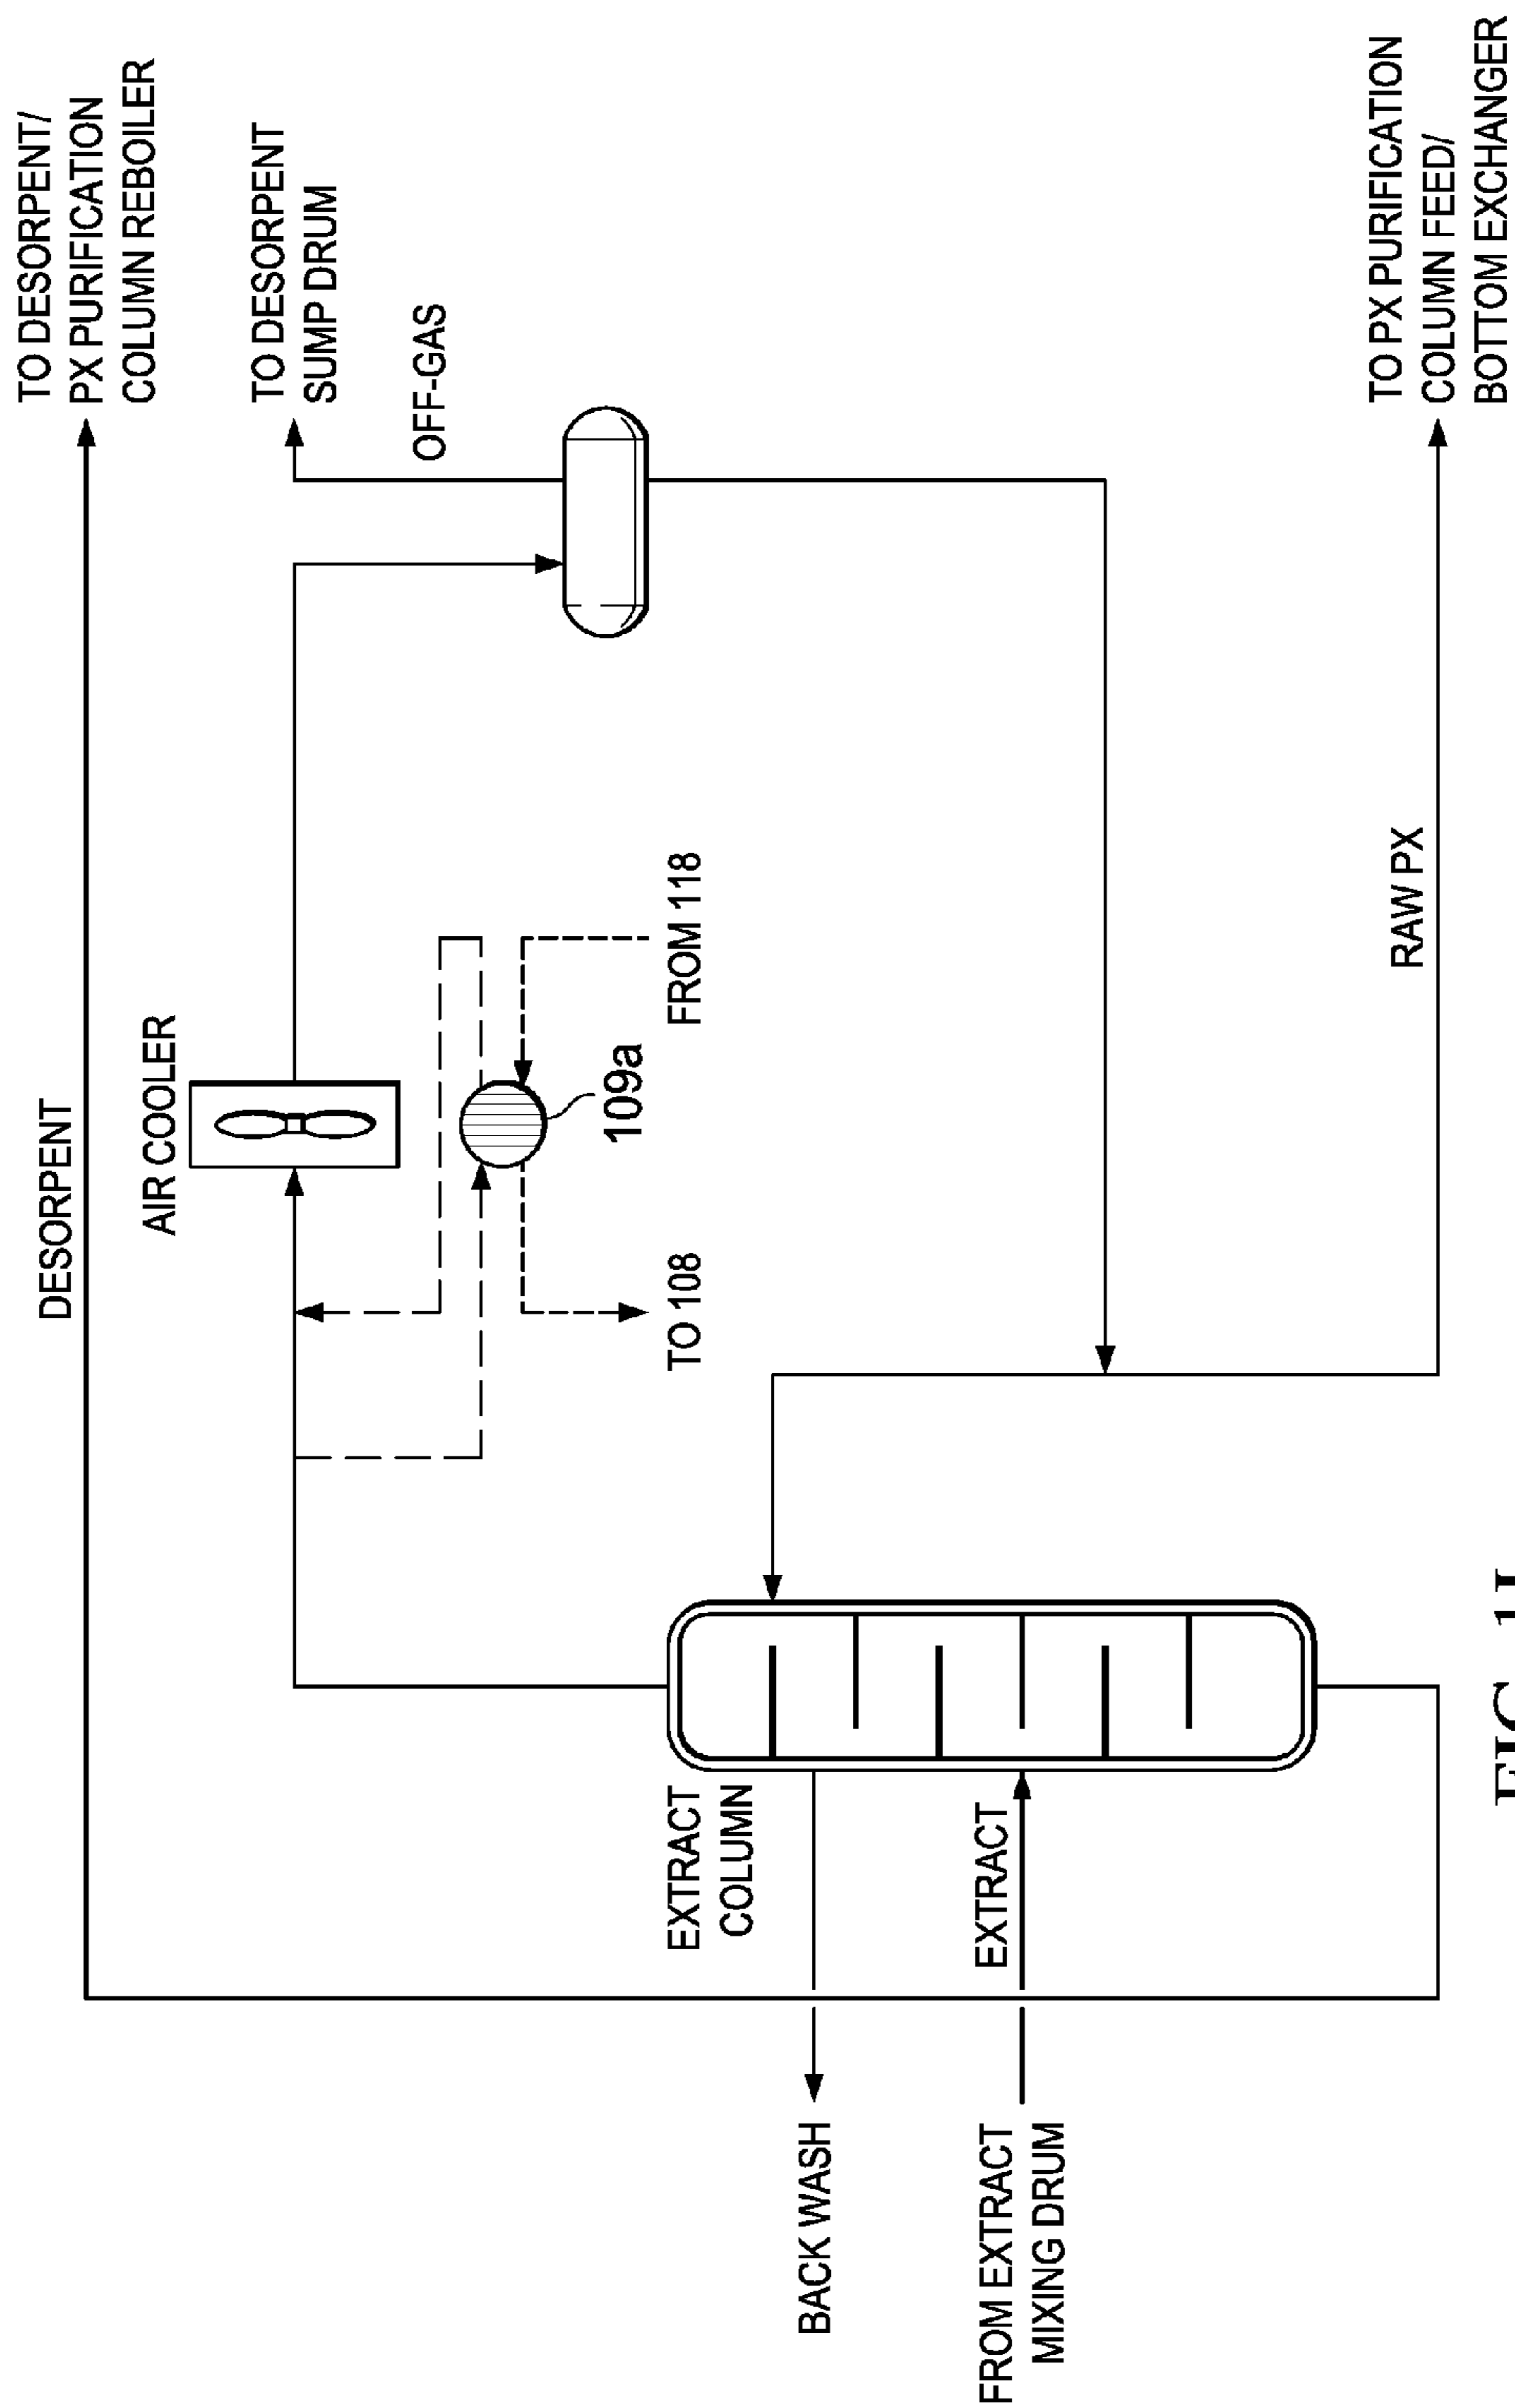 TO DESORPENT/
PX PURIFICATION
COLUMN REBOILER
DESORPENT
TO DESORPENT
SUMP DRUM
AIR COOLER
OFF-GAS
109a
FROM 118
TO 108
EXTRACT
COLUMN
BACK WASH
EXTRACT
FROM EXTRACT
MIXING DRUM
RAW PX
TO PX PURIFICATION
COLUMN FEED/
BOTTOM EXCHANGER
FIG.